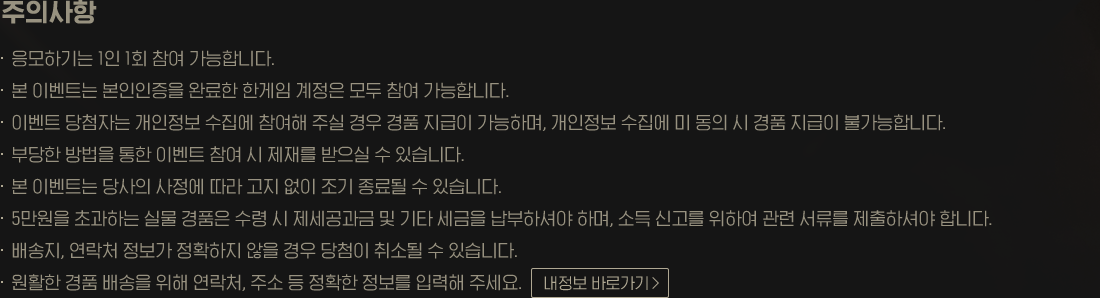 주의사항
· 응모하기는 1인 1회 참여 가능합니다.
· 본 이벤트는 본인인증을 완료한 한게임 계정은 모두 참여 가능합니다.
· 이벤트 당첨자는 개인정보 수집에 참여해 주실 경우 경품 지급이 가능하며, 개인정보 수집에 미 동의 시 경품 지급이 불가능합니다.
· 부당한 방법을 통한 이벤트 참여 시 제재를 받으실 수 있습니다.
· 본 이벤트는 당사의 사정에 따라 고지 없이 조기 종료될 수 있습니다.
· 5만원을 초과하는 실물 경품은 수령 시 제세공과금 및 기타 세금을 납부하셔야 하며, 소득 신고를 위하여 관련 서류를 제출하셔야 합니다.
· 배송지, 연락처 정보가 정확하지 않을 경우 당첨이 취소될 수 있습니다.
· 원활한 경품 배송을 위해 연락처, 주소 등 정확한 정보를 입력해 주세요. 내정보 바로가기 >